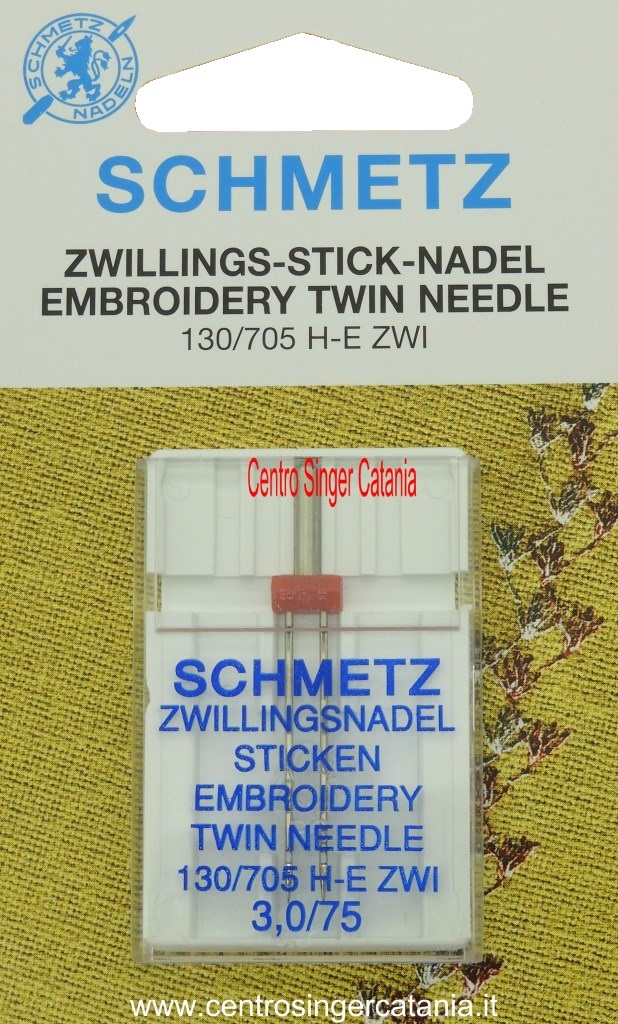 SCHMETZ
NADELN
SCHMETZ
ZWILLINGS-STICK-NADEL
EMBROIDERY TWIN NEEDLE
130/705 H-E ZWI
Centro Singer Catania
SCHMETZ
ZWILLINGSNADEL
STICKEN
EMBROIDERY
TWIN NEEDLE
130/705 H-E ZWI
3,0/75
www.centrosingercatania.it